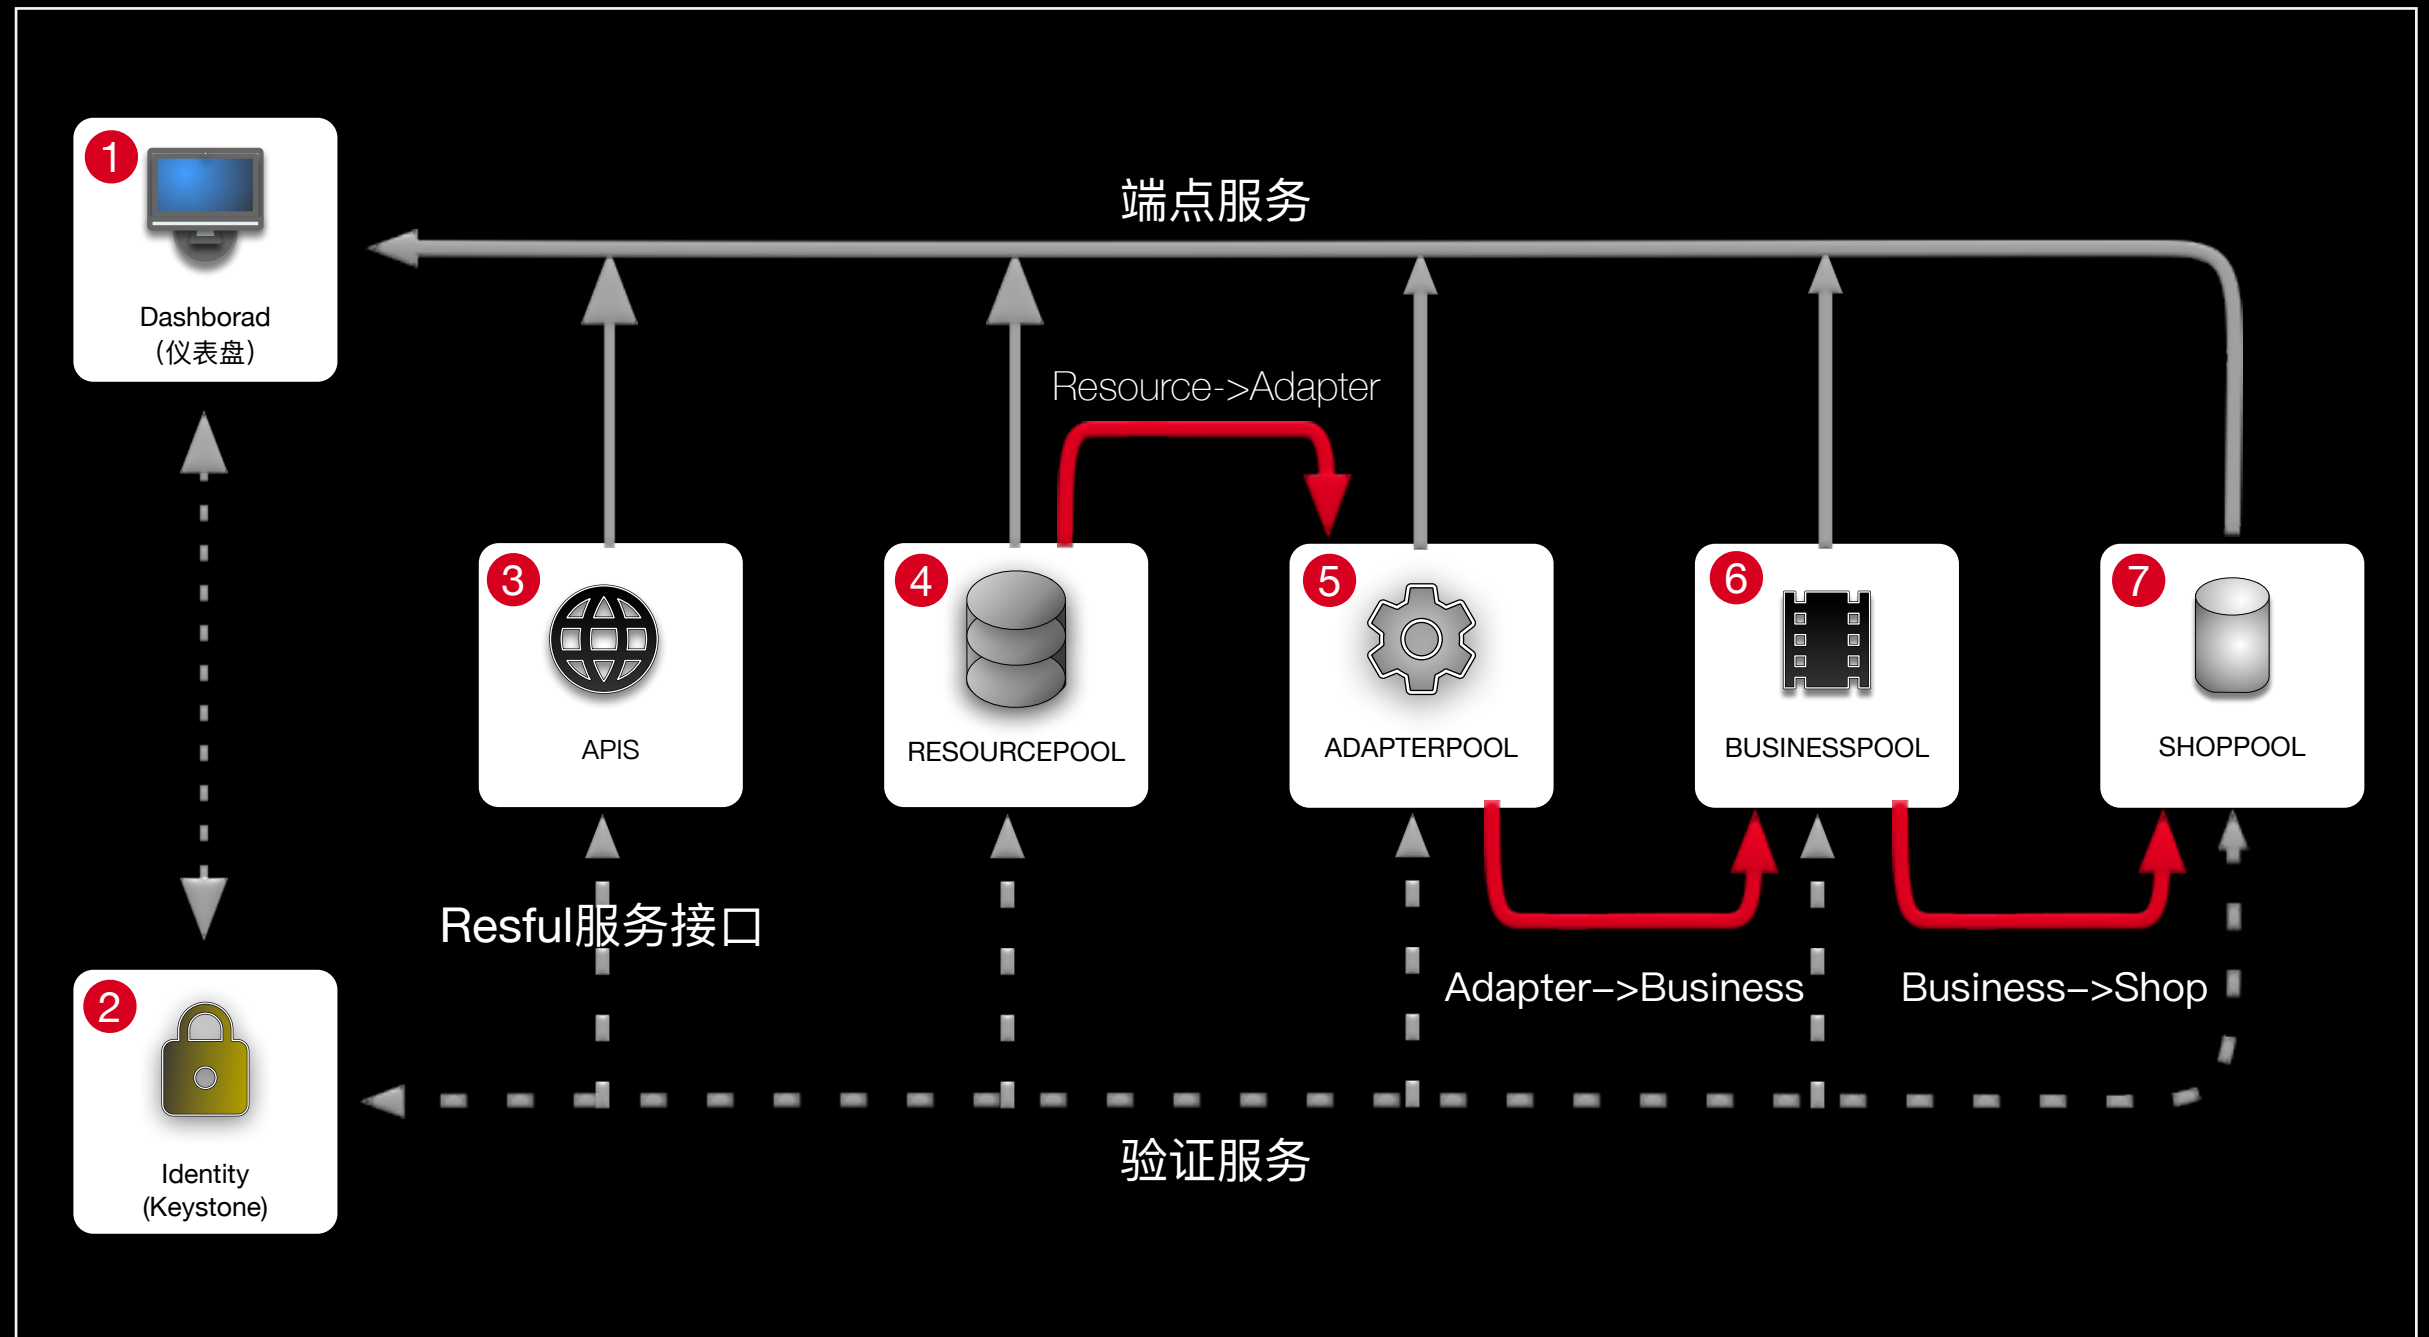 1
Dashborad
（仪表盘）
端点服务
Resource->Adapter
3
APIS
4
RESOURCEPOOL
5
ADAPTERPOOL
6
BUSINESSPOOL
7
SHOPPOOL
Resful服务接口
Adapter–>Business
Business–>Shop
2
Identity
(Keystone)
验证服务